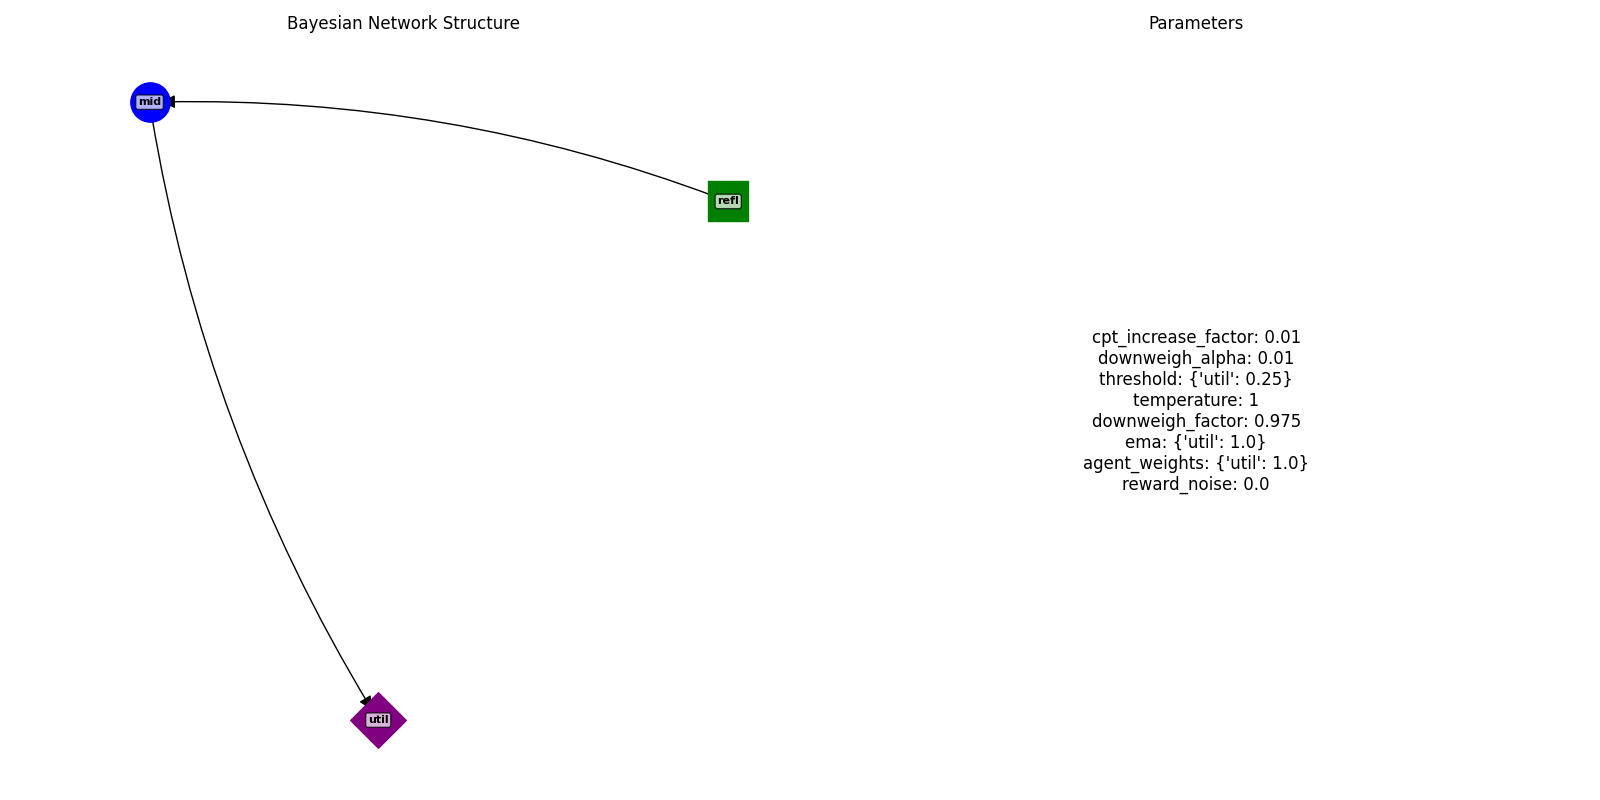 Bayesian Network Structure
Parameters
mid
refl
cpt_increase_factor: 0.01
downweigh_alpha: 0.01
threshold: {'util': 0.25}
temperature: 1
downweigh_factor: 0.975
ema: {'util': 1.0}
agent_weights: {'util': 1.0}
reward_noise: 0.0
util